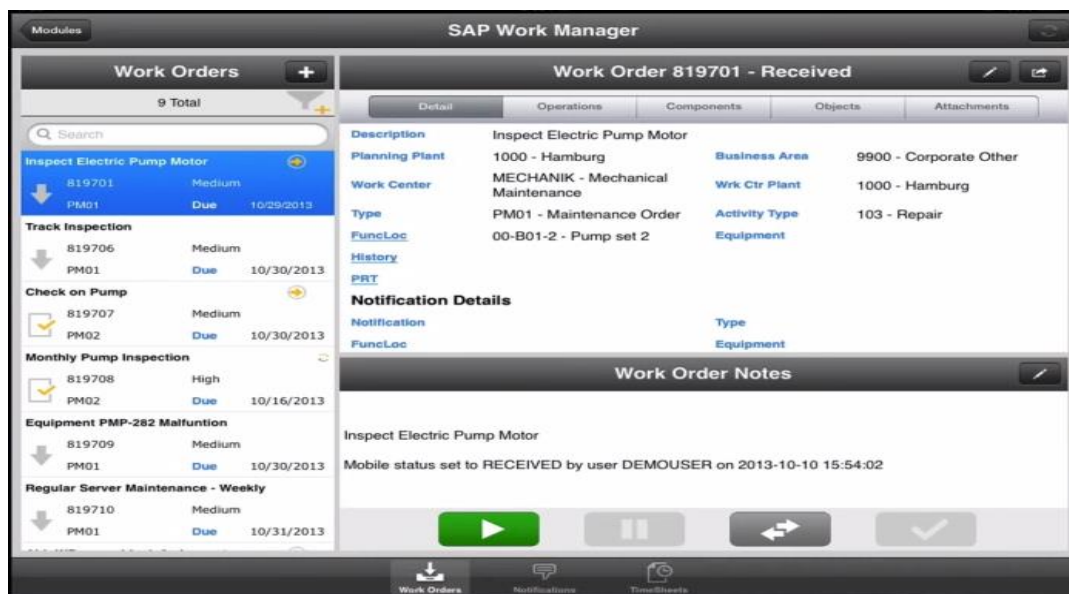 Modules
SAP Work Manager
Work Orders
9 Total
Search
Inspect Electric Pump Motor
819701 Medium
PM01 Due 10/29/2013
Track Inspection
819706 Medium
PM01 Due 10/30/2013
Check on Pump
819707 Medium
PM02 Due 10/30/2013
Monthly Pump Inspection
819708 High
PM02 Due 10/16/2013
Equipment PMP-282 Malfuntion
819709 Medium
PM01 Due 10/30/2013
Regular Server Maintenance - Weekly
819710 Medium
PM01 Due 10/31/2013
Work Order 819701 - Received
Detail Operations Components Objects Attachments
Description Inspect Electric Pump Motor
Planning Plant 1000 - Hamburg Business Area 9900 - Corporate Other
Work Center MECHANIK - Mechanical
Maintenance Wrk Ctr Plant 1000 - Hamburg
Type PM01 - Maintenance Order Activity Type 103 - Repair
FuncLoc 00-B01-2 - Pump set 2 Equipment
History
PRT
Notification Details
Notification Type
FuncLoc Equipment
Work Order Notes
Inspect Electric Pump Motor
Mobile status set to RECEIVED by user DEMOUSER on 2013-10-10 15:54:02
Work Orders Notifications TimeSheets